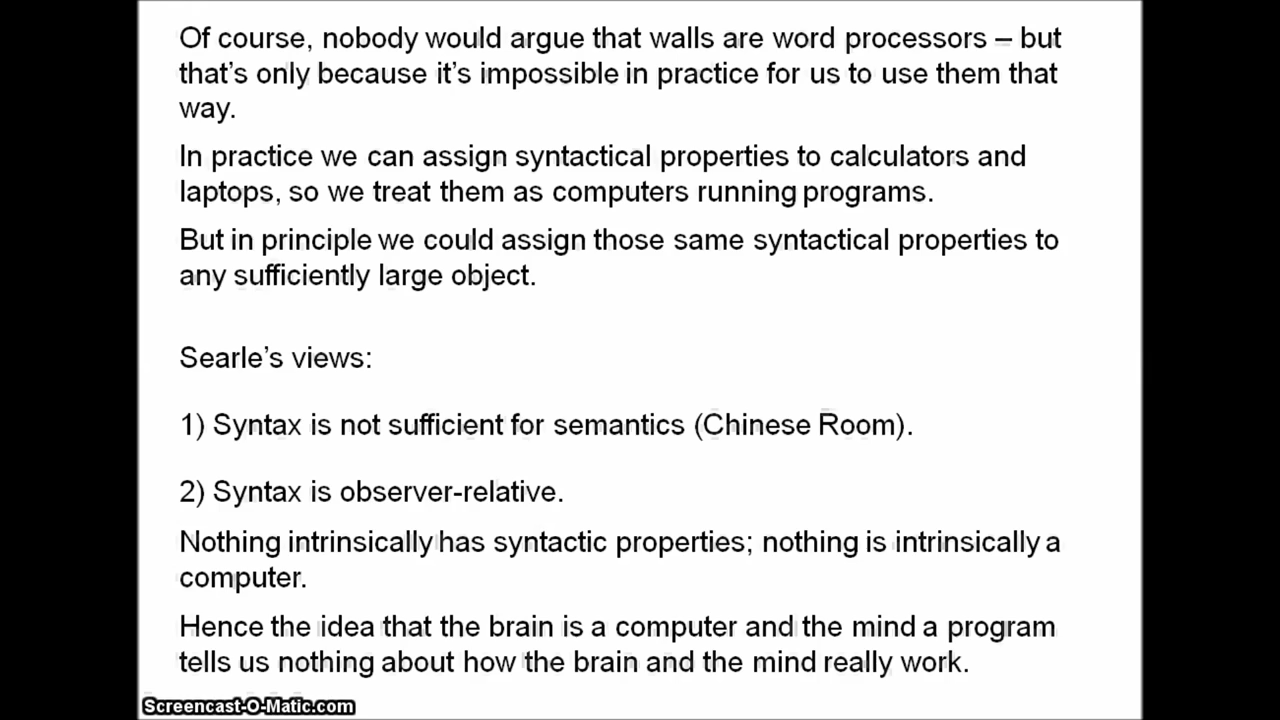 Of course, nobody would argue that walls are word processors – but
that’s only because it’s impossible in practice for us to use them that
way.
In practice we can assign syntactical properties to calculators and
laptops, so we treat them as computers running programs.
But in principle we could assign those same syntactical properties to
any sufficiently large object.
Searle’s views:
1) Syntax is not sufficient for semantics (Chinese Room).
2) Syntax is observer-relative.
Nothing intrinsically has syntactic properties; nothing is intrinsically a
computer.
Hence the idea that the brain is a computer and the mind a program
tells us nothing about how the brain and the mind really work.
Screencast-O-Matic.com